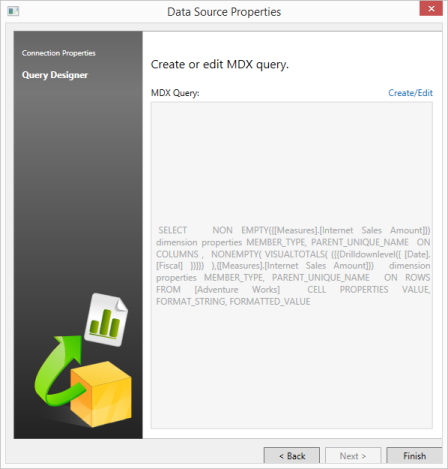 Data Source Properties
Connection Properties
Query Designer
Create or edit MDX query.
MDX Query:
Create/Edit
SELECT NON EMPTY({[Measures].[Internet Sales Amount]})
dimension properties MEMBER_TYPE, PARENT_UNIQUE_NAME ON
COLUMNS , NONEMPTY( VISUALTOTALS( ({{Drilldownlevel({ [Date].
[Fiscal] })}}) ),{[Measures].[Internet Sales Amount]}) dimension
properties MEMBER_TYPE, PARENT_UNIQUE_NAME ON ROWS
FROM [Adventure Works] CELL PROPERTIES VALUE,
FORMAT_STRING, FORMATTED_VALUE
< Back
Next >
Finish